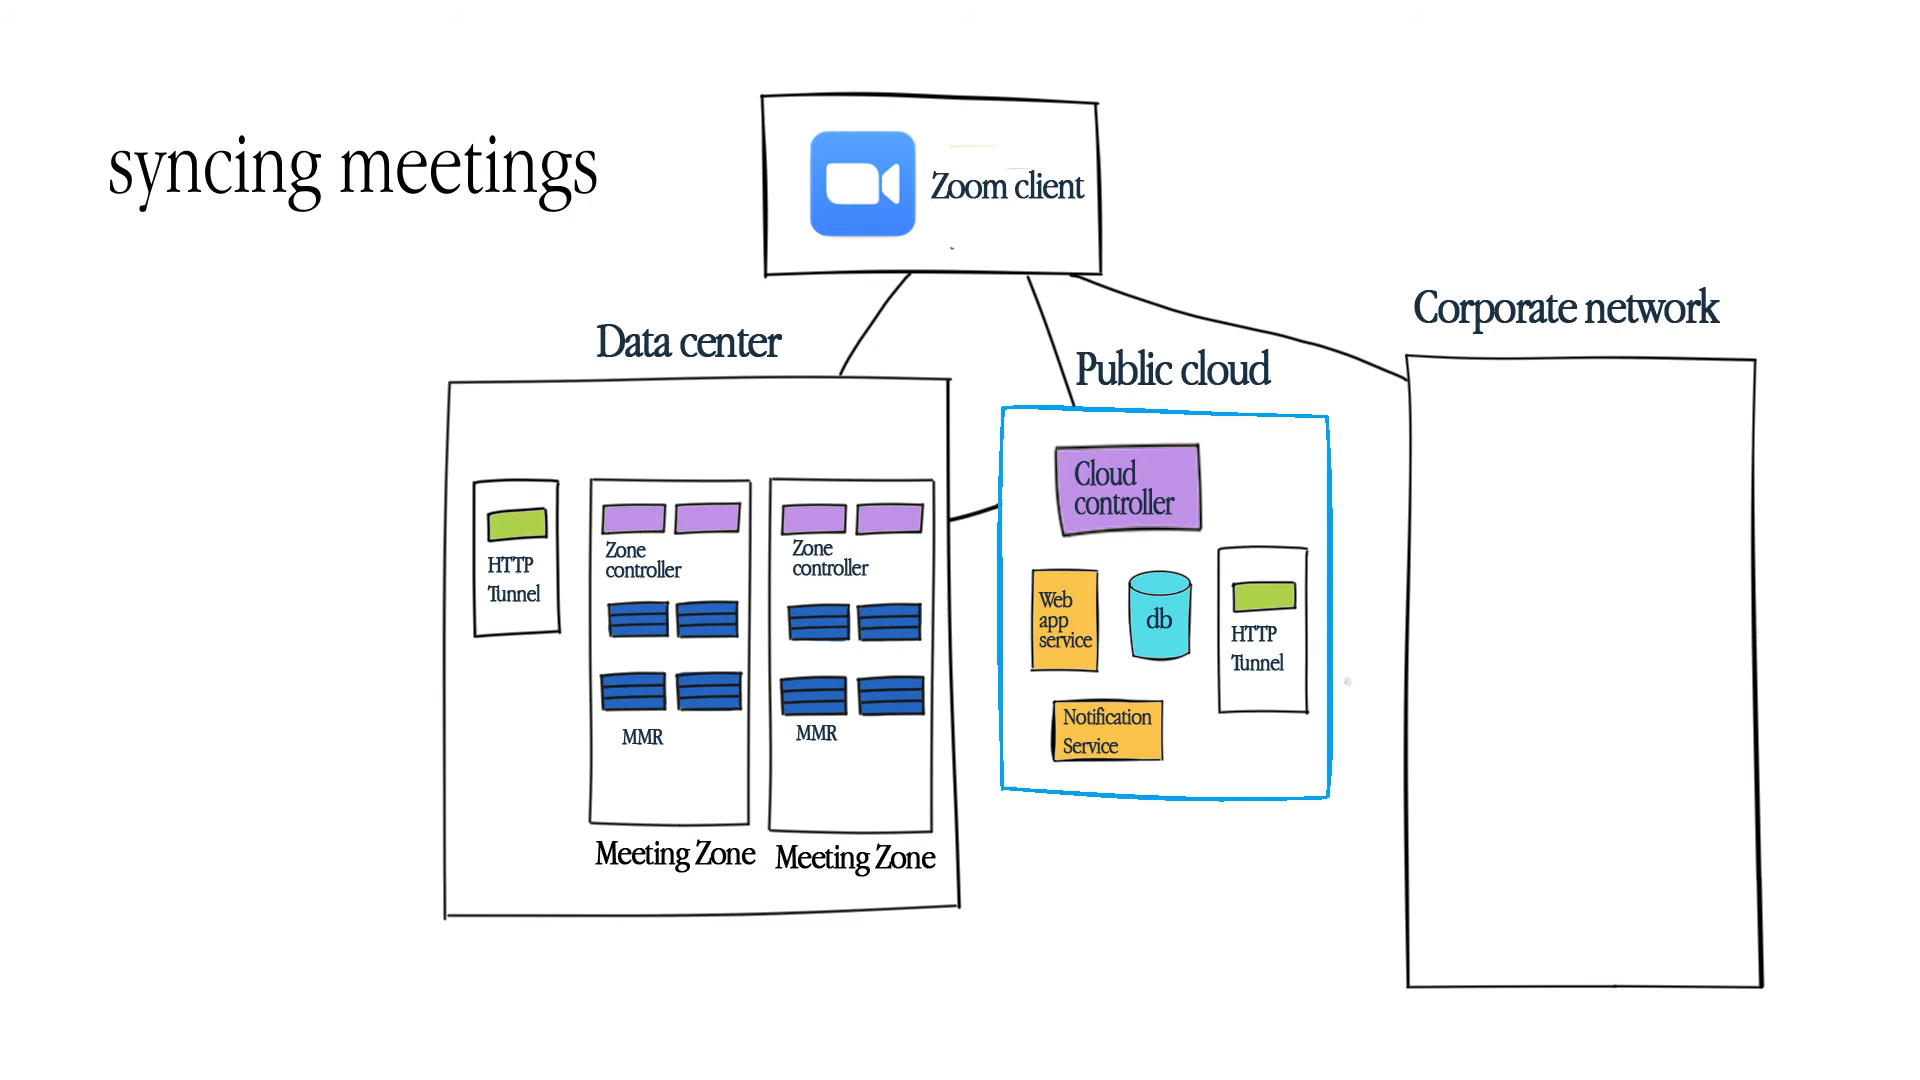 syncing meetings
Zoom client
Data center
Public cloud
Corporate network
HTTP
Tunnel
Zone
controller
MMR
Meeting Zone
Zone
controller
MMR
Meeting Zone
Cloud
controller
Web
app
service
db
HTTP
Tunnel
Notification
Service